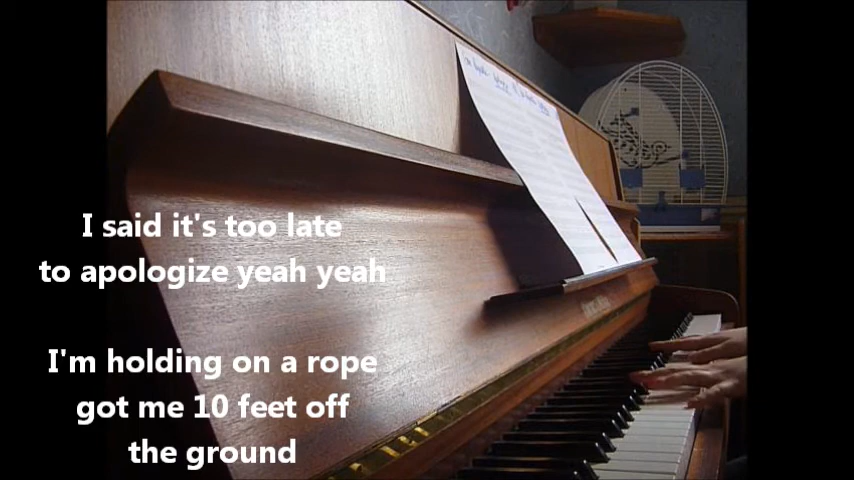 I said it's too late
to apologize yeah yeah
I'm holding on a rope
got me 10 feet off
the ground